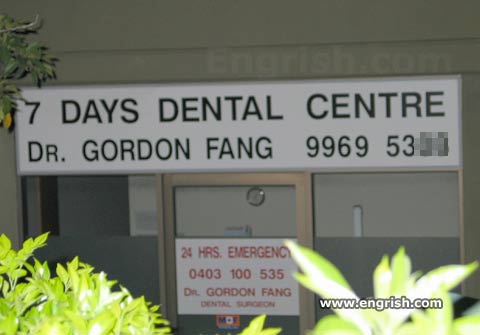 Engrish.com
7 DAYS DENTAL CENTRE
DR. GORDON FANG 9969 53
24 HRS. EMERGENCY
0403 100 535
DR. GORDON FANG
DENTAL SURGEON
www.engrish.com